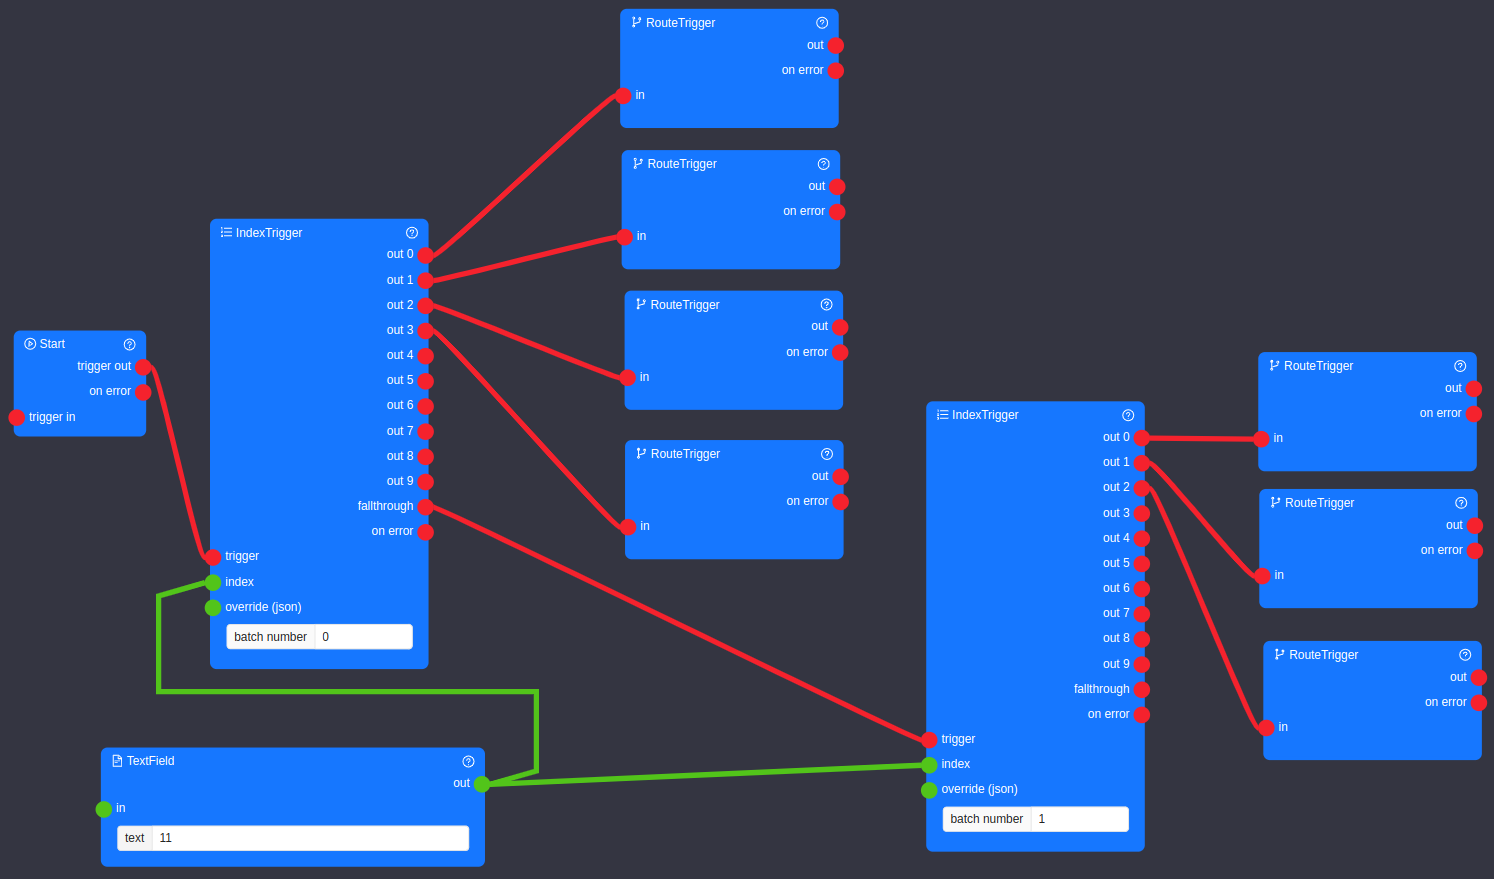 RouteTrigger
out
on error
in
RouteTrigger
out
on error
in
IndexTrigger
out 0
out 1
out 2
out 3
out 4
out 5
out 6
out 7
out 8
out 9
fallthrough
on error
trigger
index
override (json)
batch number 0
RouteTrigger
out
on error
in
Start
trigger out
on error
trigger in
RouteTrigger
out
on error
in
RouteTrigger
out
on error
in
IndexTrigger
out 0
out 1
out 2
out 3
out 4
out 5
out 6
out 7
out 8
out 9
fallthrough
on error
trigger
index
override (json)
batch number 1
RouteTrigger
out
on error
in
RouteTrigger
out
on error
in
TextField
out
in
text 11